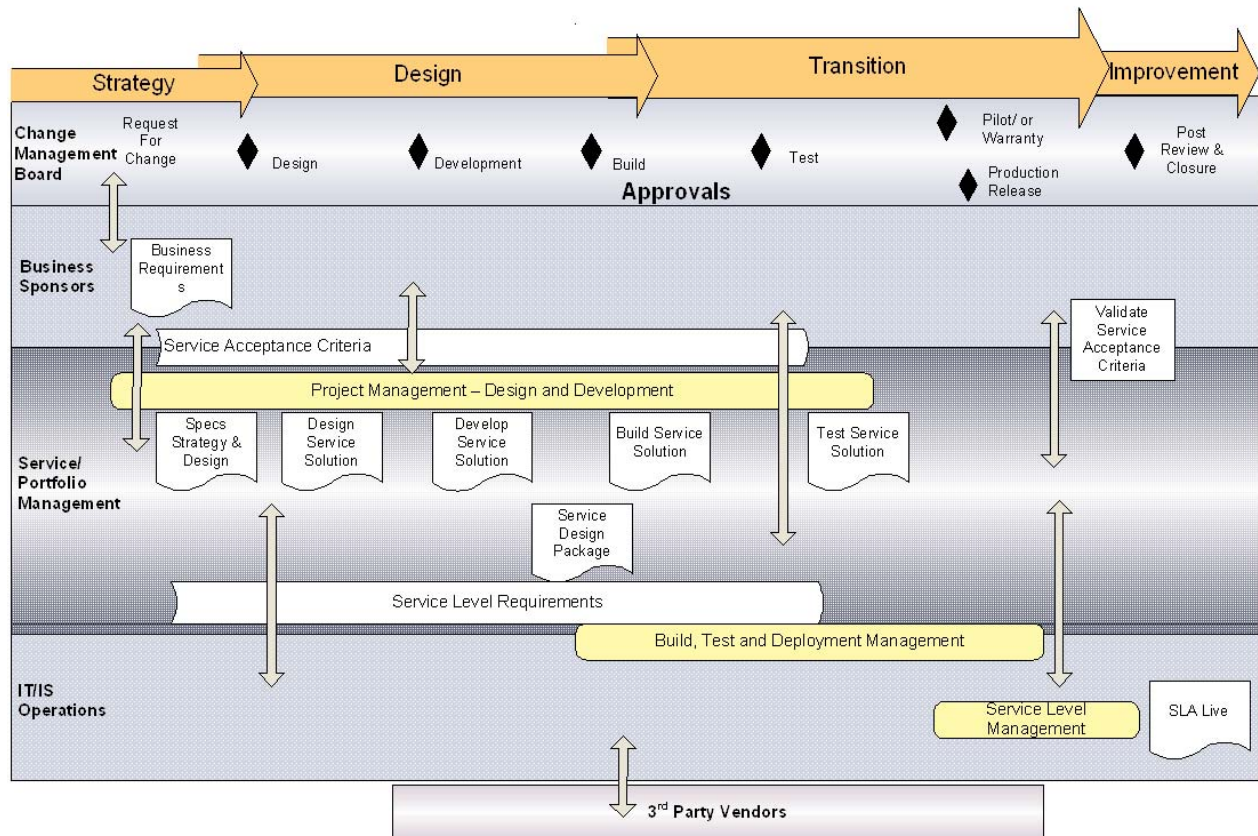 Strategy
Design
Transition
Improvement
Change
Management
Board
Request
For
Change
Design
Development
Build
Test
Pilot/ or
Warranty
Production
Release
Post
Review &
Closure
Approvals
Business
Sponsors
Business
Requiremen
s
Service Acceptance Criteria
Validate
Service
Acceptance
Criteria
Project Management – Design and Development
Service/
Portfolio
Management
Specs
Strategy &
Design
Design
Service
Solution
Develop
Service
Solution
Build Service
Solution
Test Service
Solution
Service
Design
Package
Service Level Requirements
Build, Test and Deployment Management
IT/IS
Operations
Service Level
Management
SLA Live
3rd Party Vendors